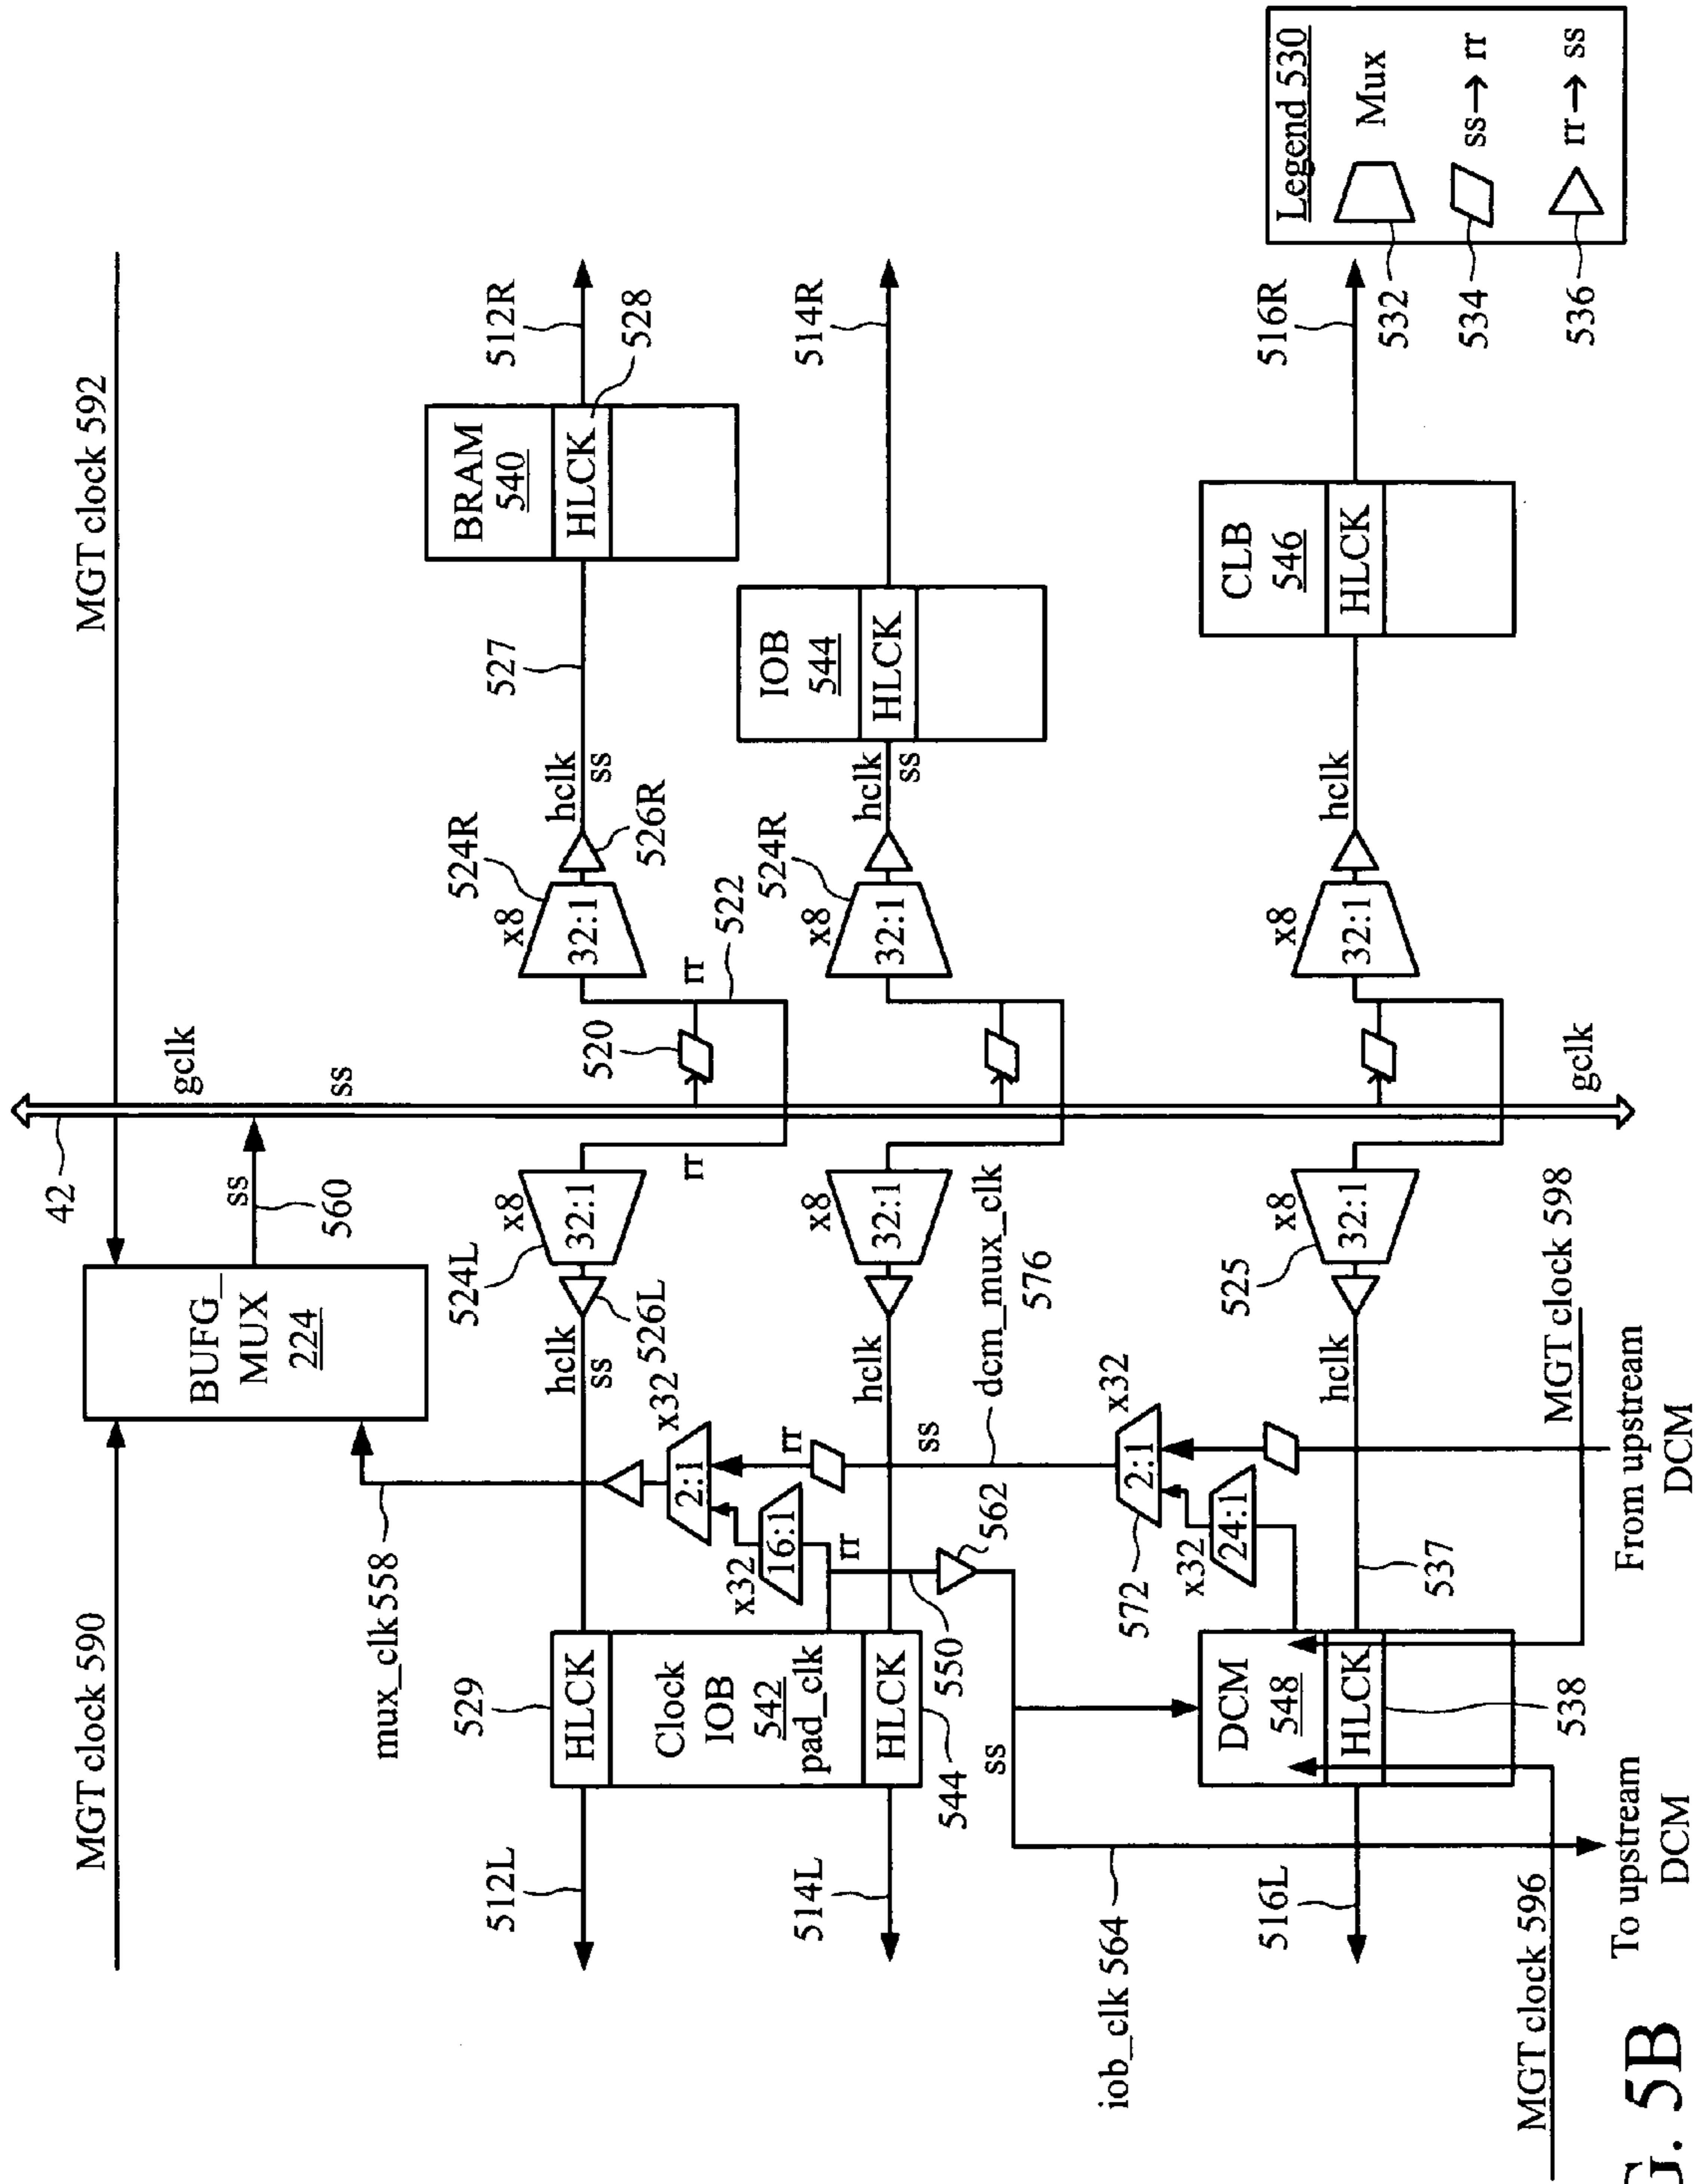 MGT clock 590
MGT clock 592
BUFG_
MUX
224
42
gclk
ss
ss
560
mux_clk 558
512L
529
HLCK
Clock
IOB
542
pad_clk
HLCK
544
514L
hclk
ss
526L
524L
x8
32:1
rr
520
rr
522
x8
32:1
524R
526R
hclk
ss
527
BRAM
540
HLCK
528
512R
x32
2:1
x32
16:1
rr
rr
550
562
ss
hclk
x8
32:1
x8
32:1
524R
hclk
ss
IOB
544
HLCK
514R
dcm_mux_clk
576
ss
iob_clk 564
x32
2:1
572
x32
24:1
DCM
548
HLCK
538
537
516L
hclk
525
x8
32:1
x8
32:1
hclk
CLB
546
HLCK
516R
gclk
MGT clock 596
MGT clock 598
To upstream
DCM
From upstream
DCM
Legend 530
Mux
532
ss→rr
534
rr→ss
536
G. 5B